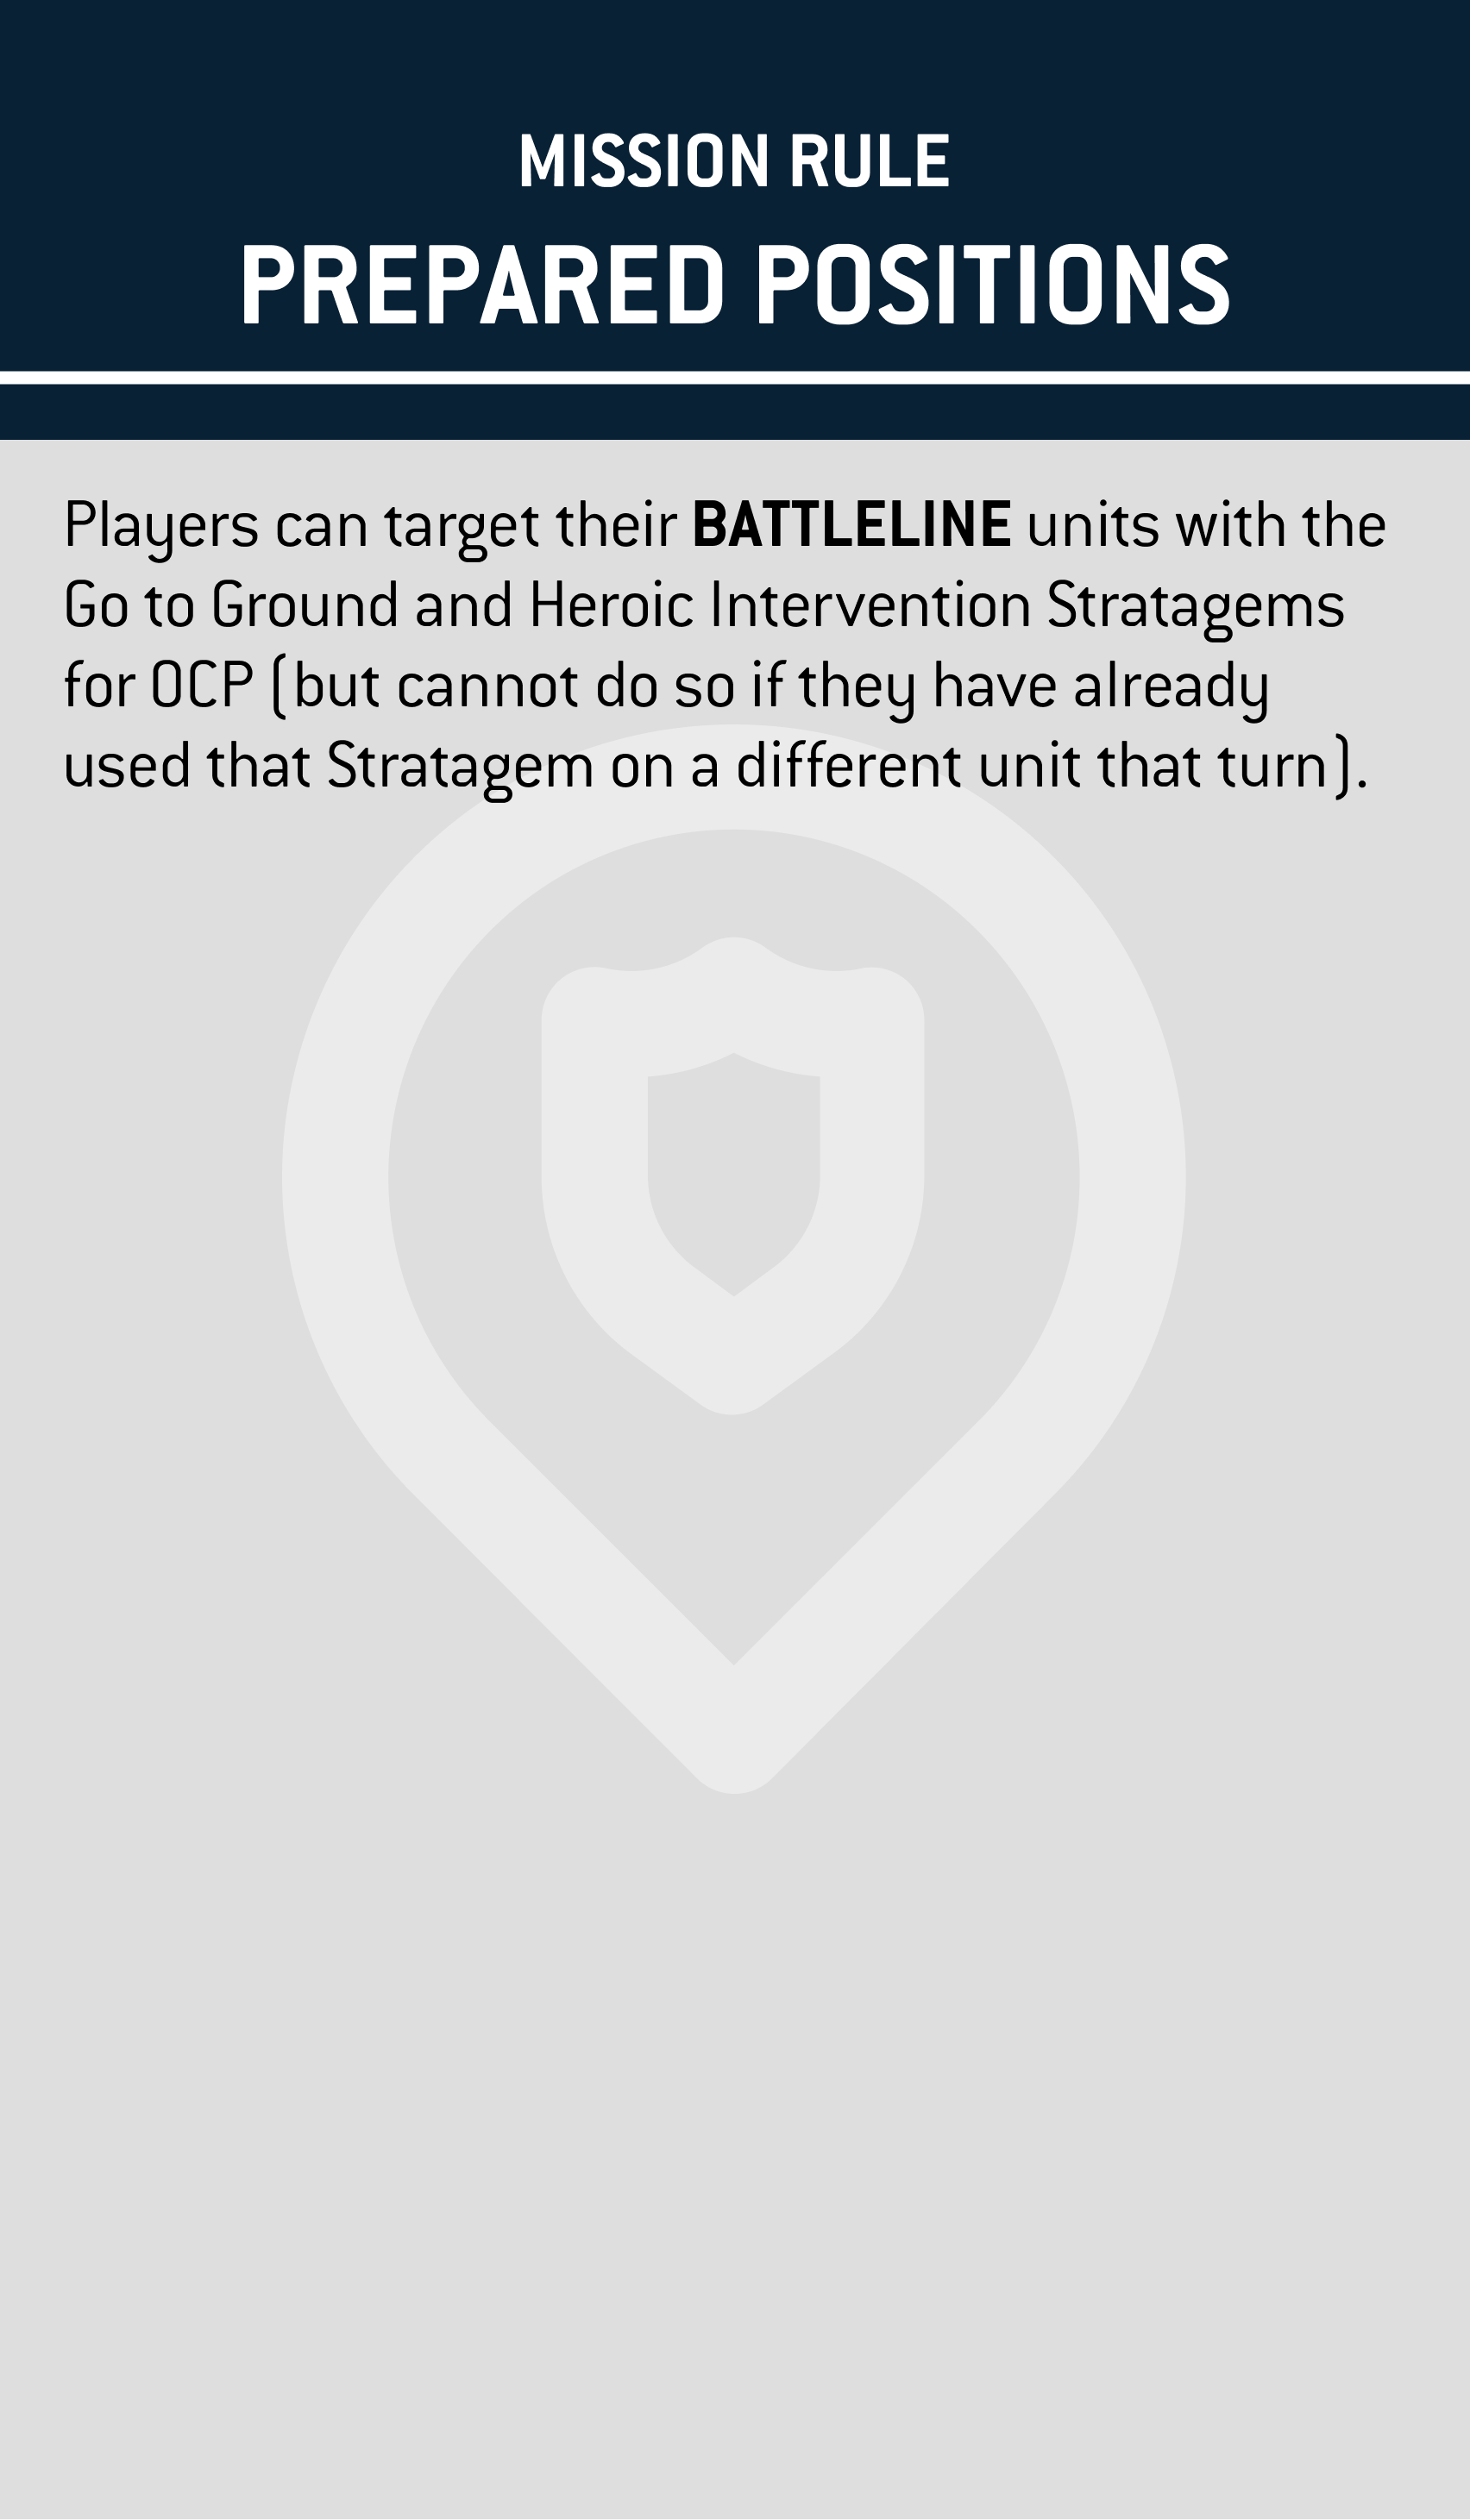 MISSION RULE
PREPARED POSITIONS
Players can target their BATTLELINE unis with the
Go to Ground and Heroic Intervention Stratagems
for 0CP (but cannot do so if they have already
used that Stratagem on a different unit that turn).